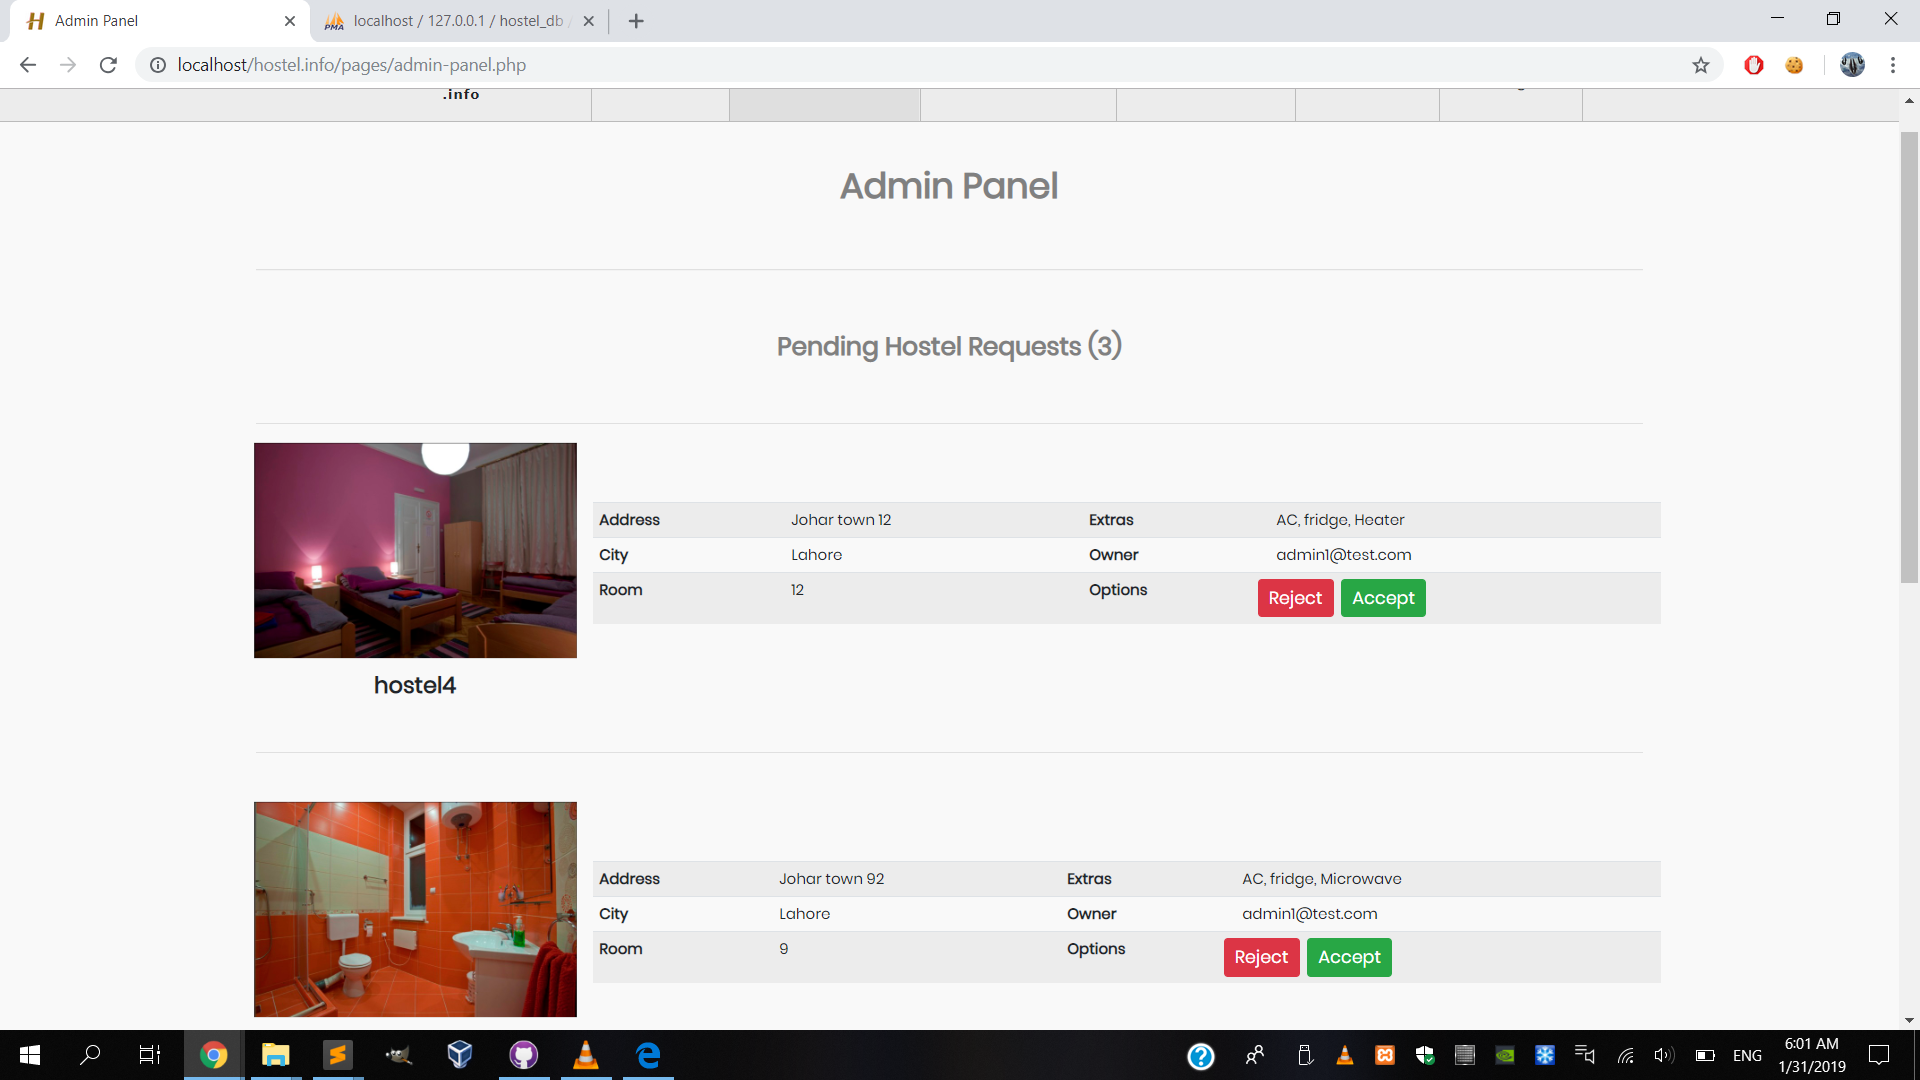 Admin Panel
localhost / 127.0.0.1 / hostel_db
localhost/hostel.info/pages/admin-panel.php
.info
Admin Panel
Pending Hostel Requests (3)
Address Johar town 12 Extras AC, fridge, Heater
City Lahore Owner admin1@test.com
Room 12 Options Reject Accept
hostel4
Address Johar town 92 Extras AC, fridge, Microwave
City Lahore Owner admin1@test.com
Room 9 Options Reject Accept
ENG
6:01 AM
1/31/2019